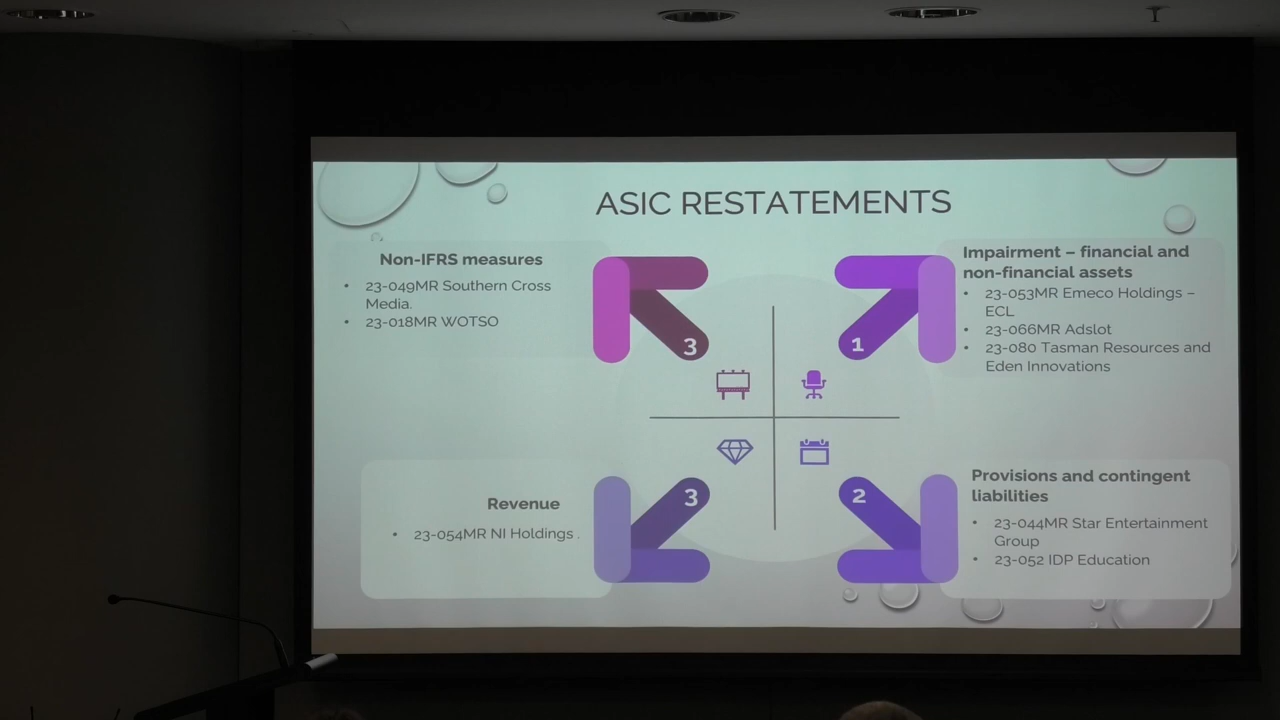 ASIC RESTATEMENTS
Non-IFRS measures
• 23-049MR Southern Cross
Media.
• 23-018MR WOTSO
3
1
Impairment – financial and
non-financial assets
• 23-053MR Emeco Holdings –
ECL
• 23-066MR Adslot
• 23-080 Tasman Resources and
Eden Innovations
Revenue
• 23-054MR NI Holdings .
3
2
Provisions and contingent
liabilities
• 23-044MR Star Entertainment
Group
• 23-052 IDP Education